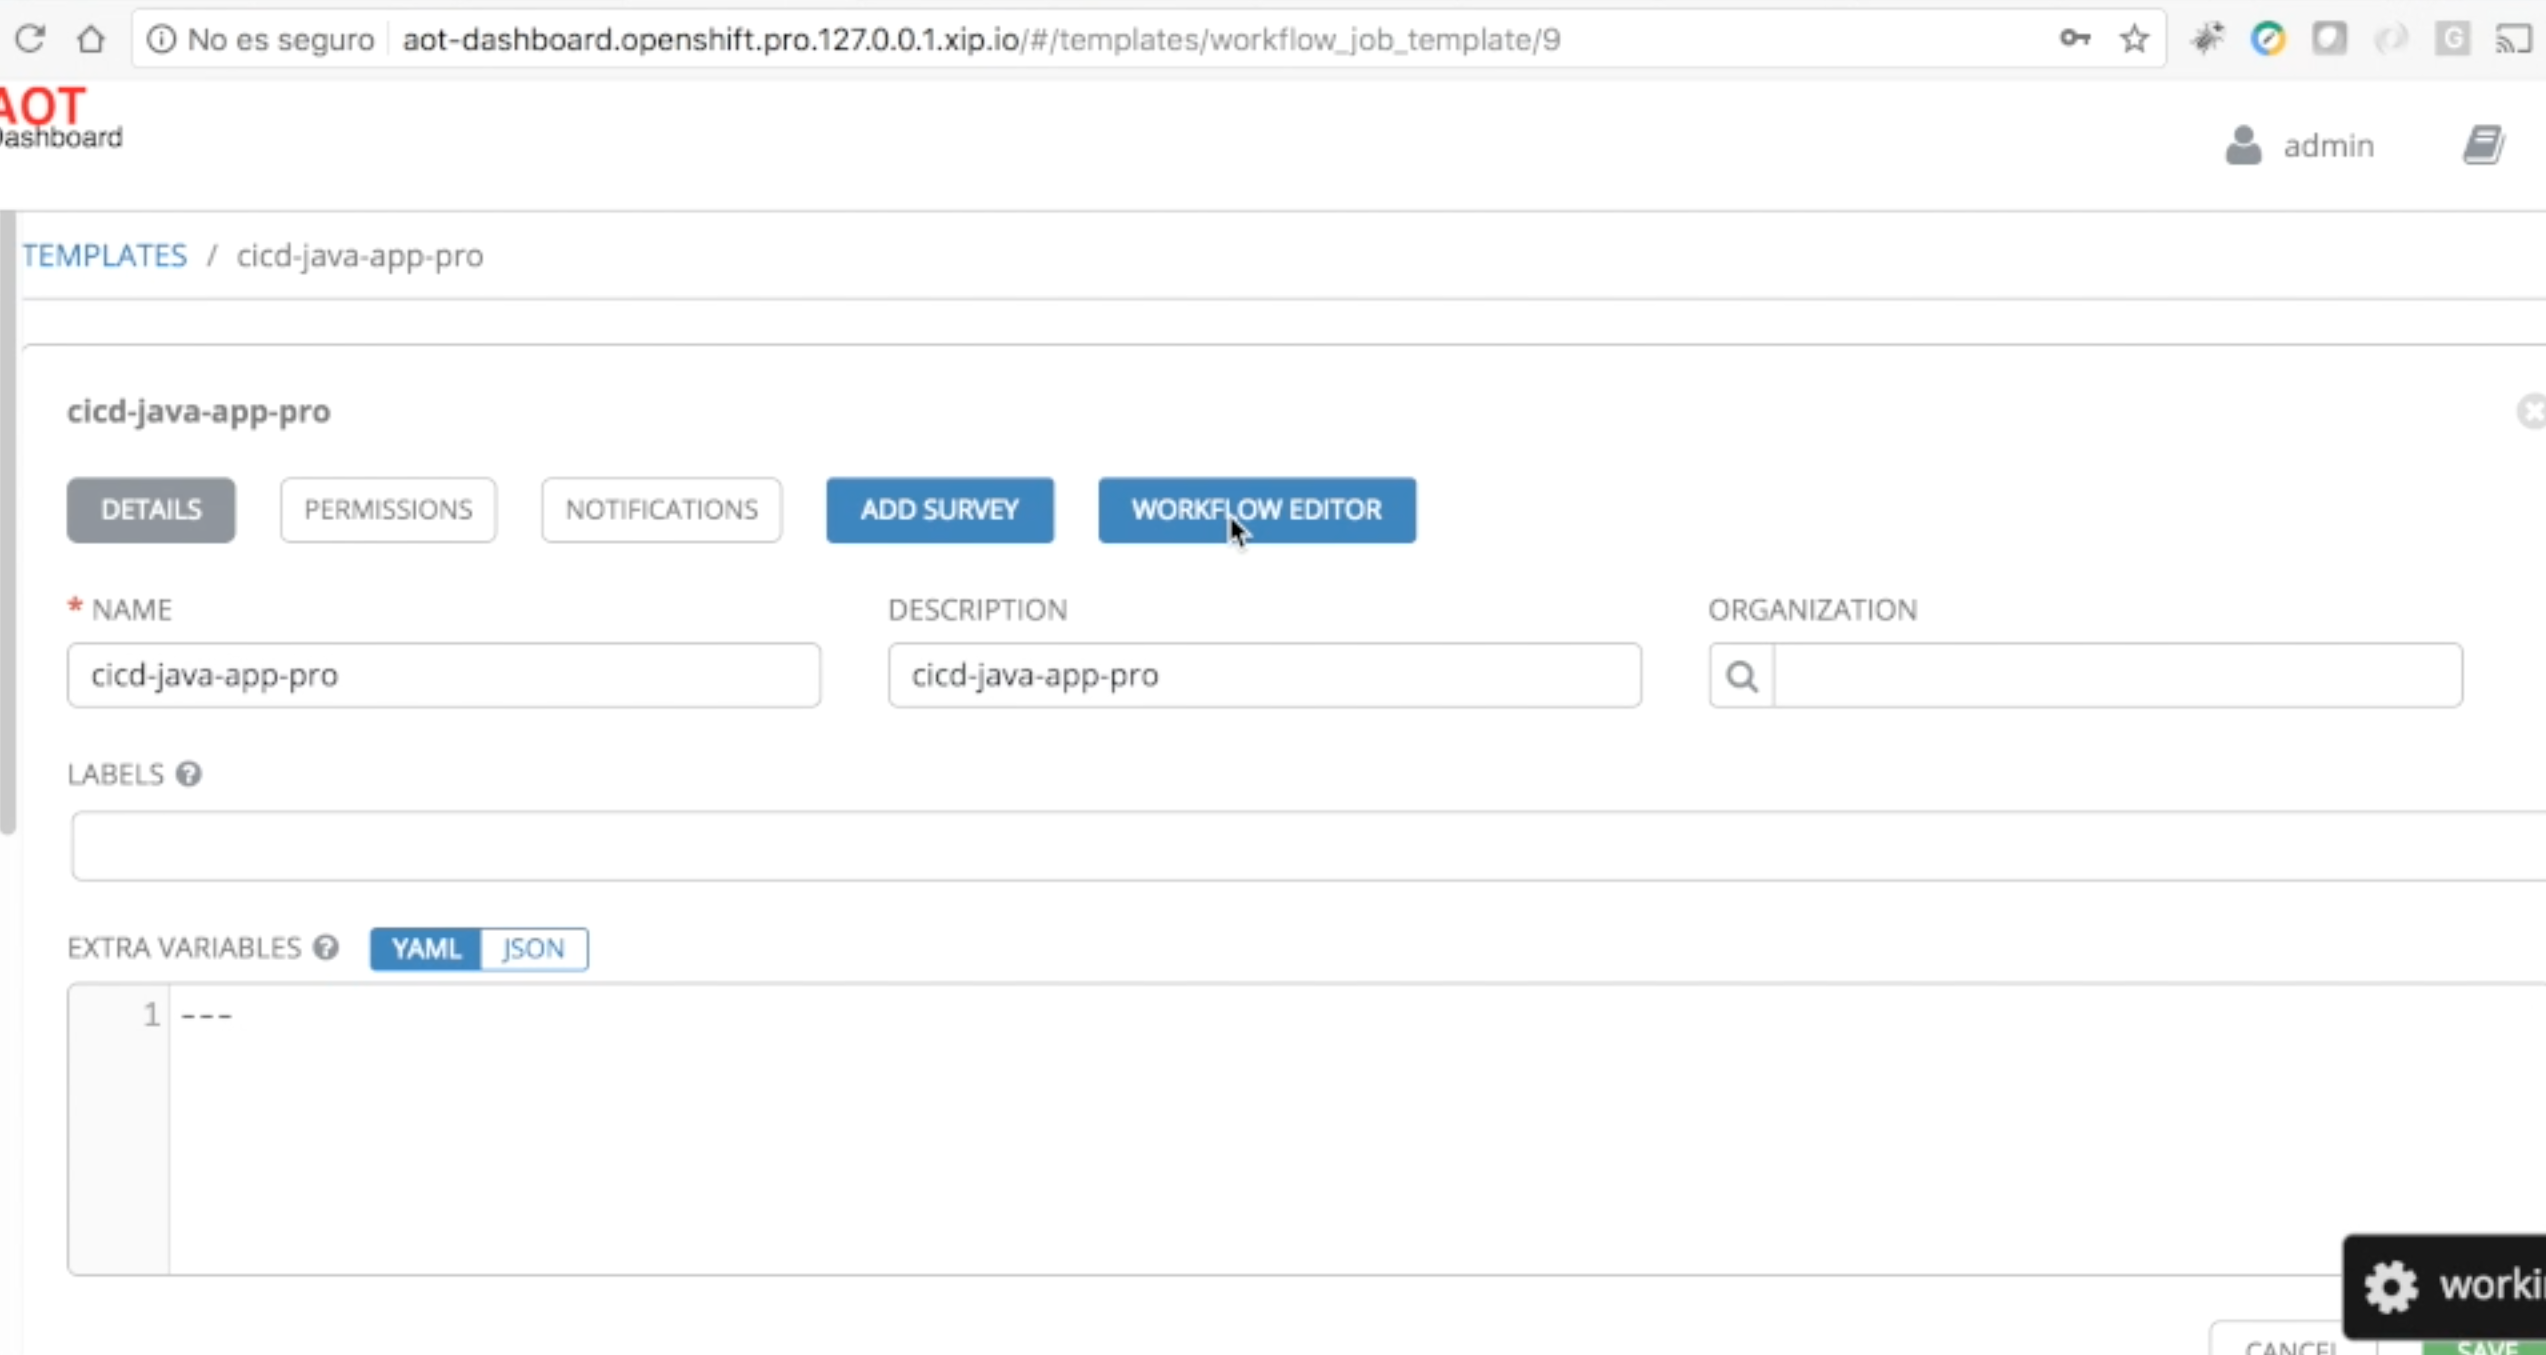 No es seguro aot-dashboard.openshift.pro.127.0.0.1.xip.io/#/templates/workflow_job_template/9
G
AOT
Dashboard
admin
TEMPLATES / cicd-java-app-pro
cicd-java-app-pro
DETAILS PERMISSIONS NOTIFICATIONS ADD SURVEY WORKFLOW EDITOR
* NAME DESCRIPTION ORGANIZATION
cicd-java-app-pro cicd-java-app-pro
LABELS ?
EXTRA VARIABLES ? YAML JSON
1 ---
worki
CANCEL SAVE